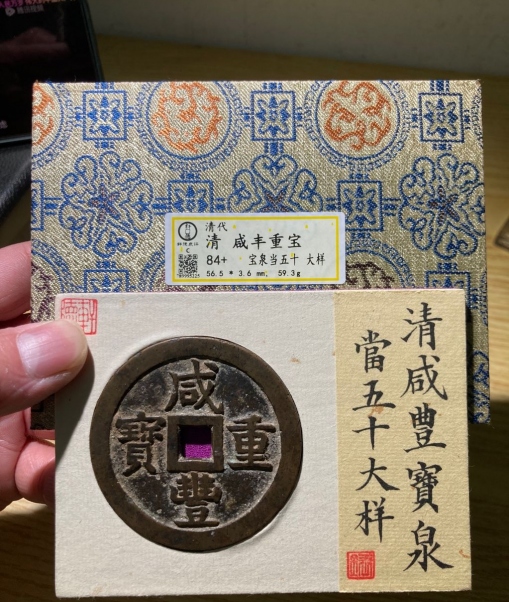 清代
清 咸丰重宝
84+ 宝泉当五十 大样
56.5 * 3.6 mm, 59.3g
清咸豐寶泉
當五十大样
咸豐重寶